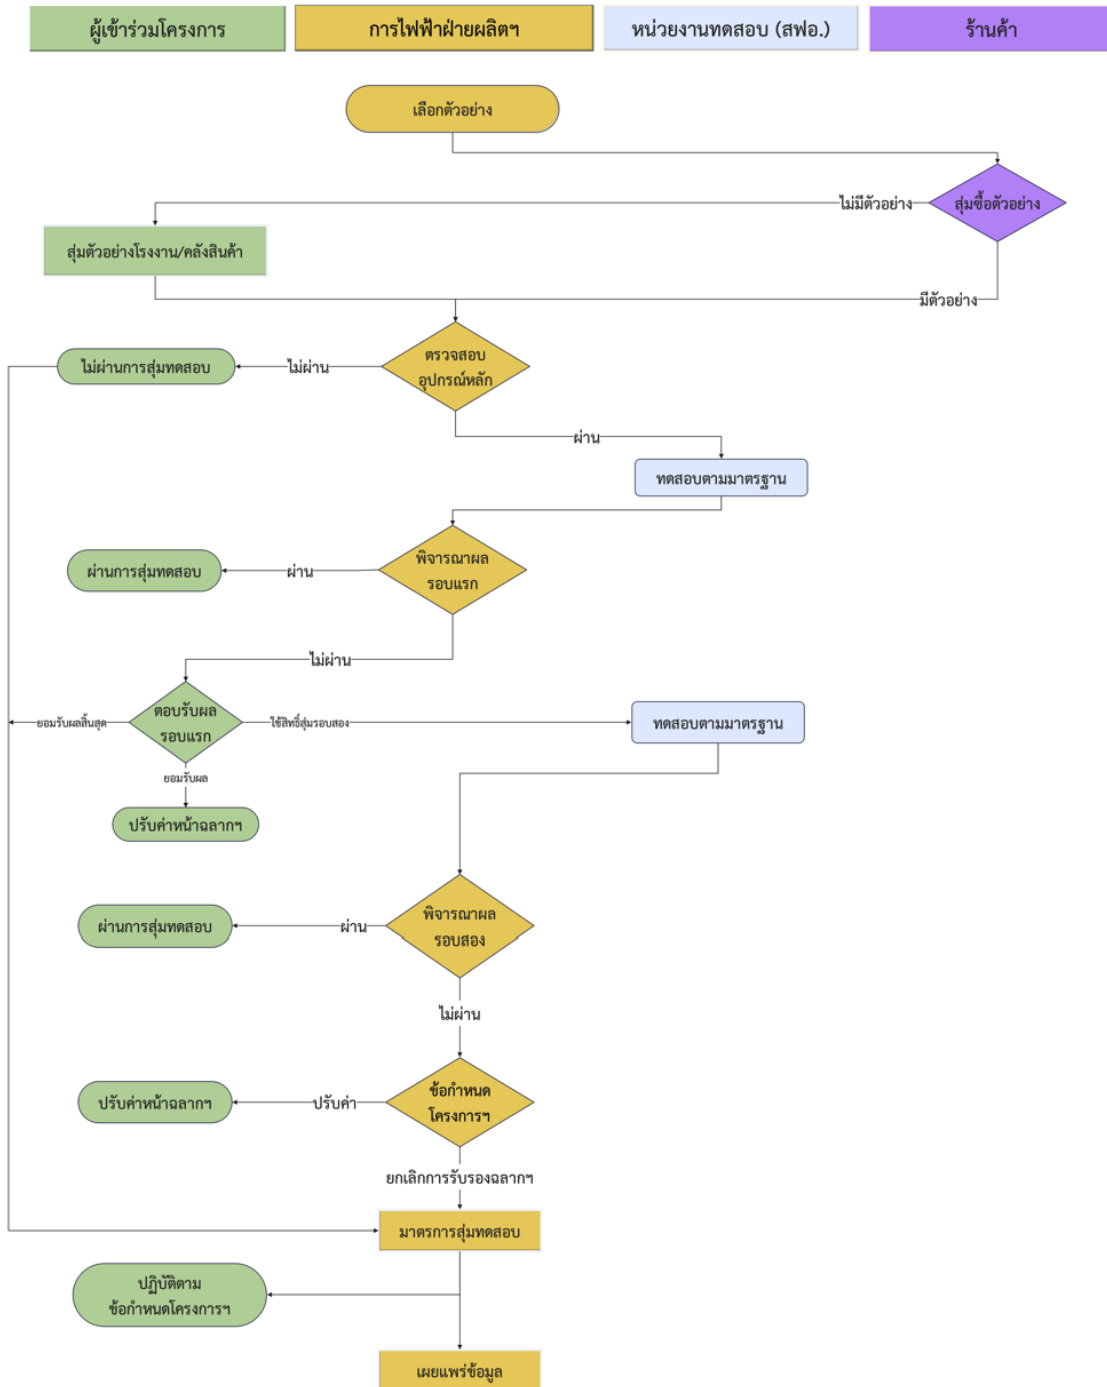 ผู้เข้าร่วมโครงการ
การไฟฟ้าฝ่ายผลิตฯ
หน่วยงานทดสอบ (สฟอ.)
ร้านค้า
เลือกตัวอย่าง
สุ่มซื้อตัวอย่าง
ไม่มีตัวอย่าง
สุ่มตัวอย่างโรงงาน/คลังสินค้า
มีตัวอย่าง
ตรวจสอบ
อุปกรณ์หลัก
ไม่ผ่าน
ไม่ผ่านการสุ่มทดสอบ
ผ่าน
ทดสอบตามมาตรฐาน
พิจารณาผล
รอบแรก
ผ่าน
ผ่านการสุ่มทดสอบ
ไม่ผ่าน
ตอบรับผล
รอบแรก
ยอมรับผลสิ้นสุด
ใช้สิทธิ์สุ่มรอบสอง
ทดสอบตามมาตรฐาน
ยอมรับผล
ปรับค่าหน้าฉลากฯ
พิจารณาผล
รอบสอง
ผ่าน
ผ่านการสุ่มทดสอบ
ไม่ผ่าน
ข้อกำหนด
โครงการฯ
ปรับค่า
ปรับค่าหน้าฉลากฯ
ยกเลิกการรับรองฉลากฯ
มาตรการสุ่มทดสอบ
ปฏิบัติตาม
ข้อกำหนดโครงการฯ
เผยแพร่ข้อมูล